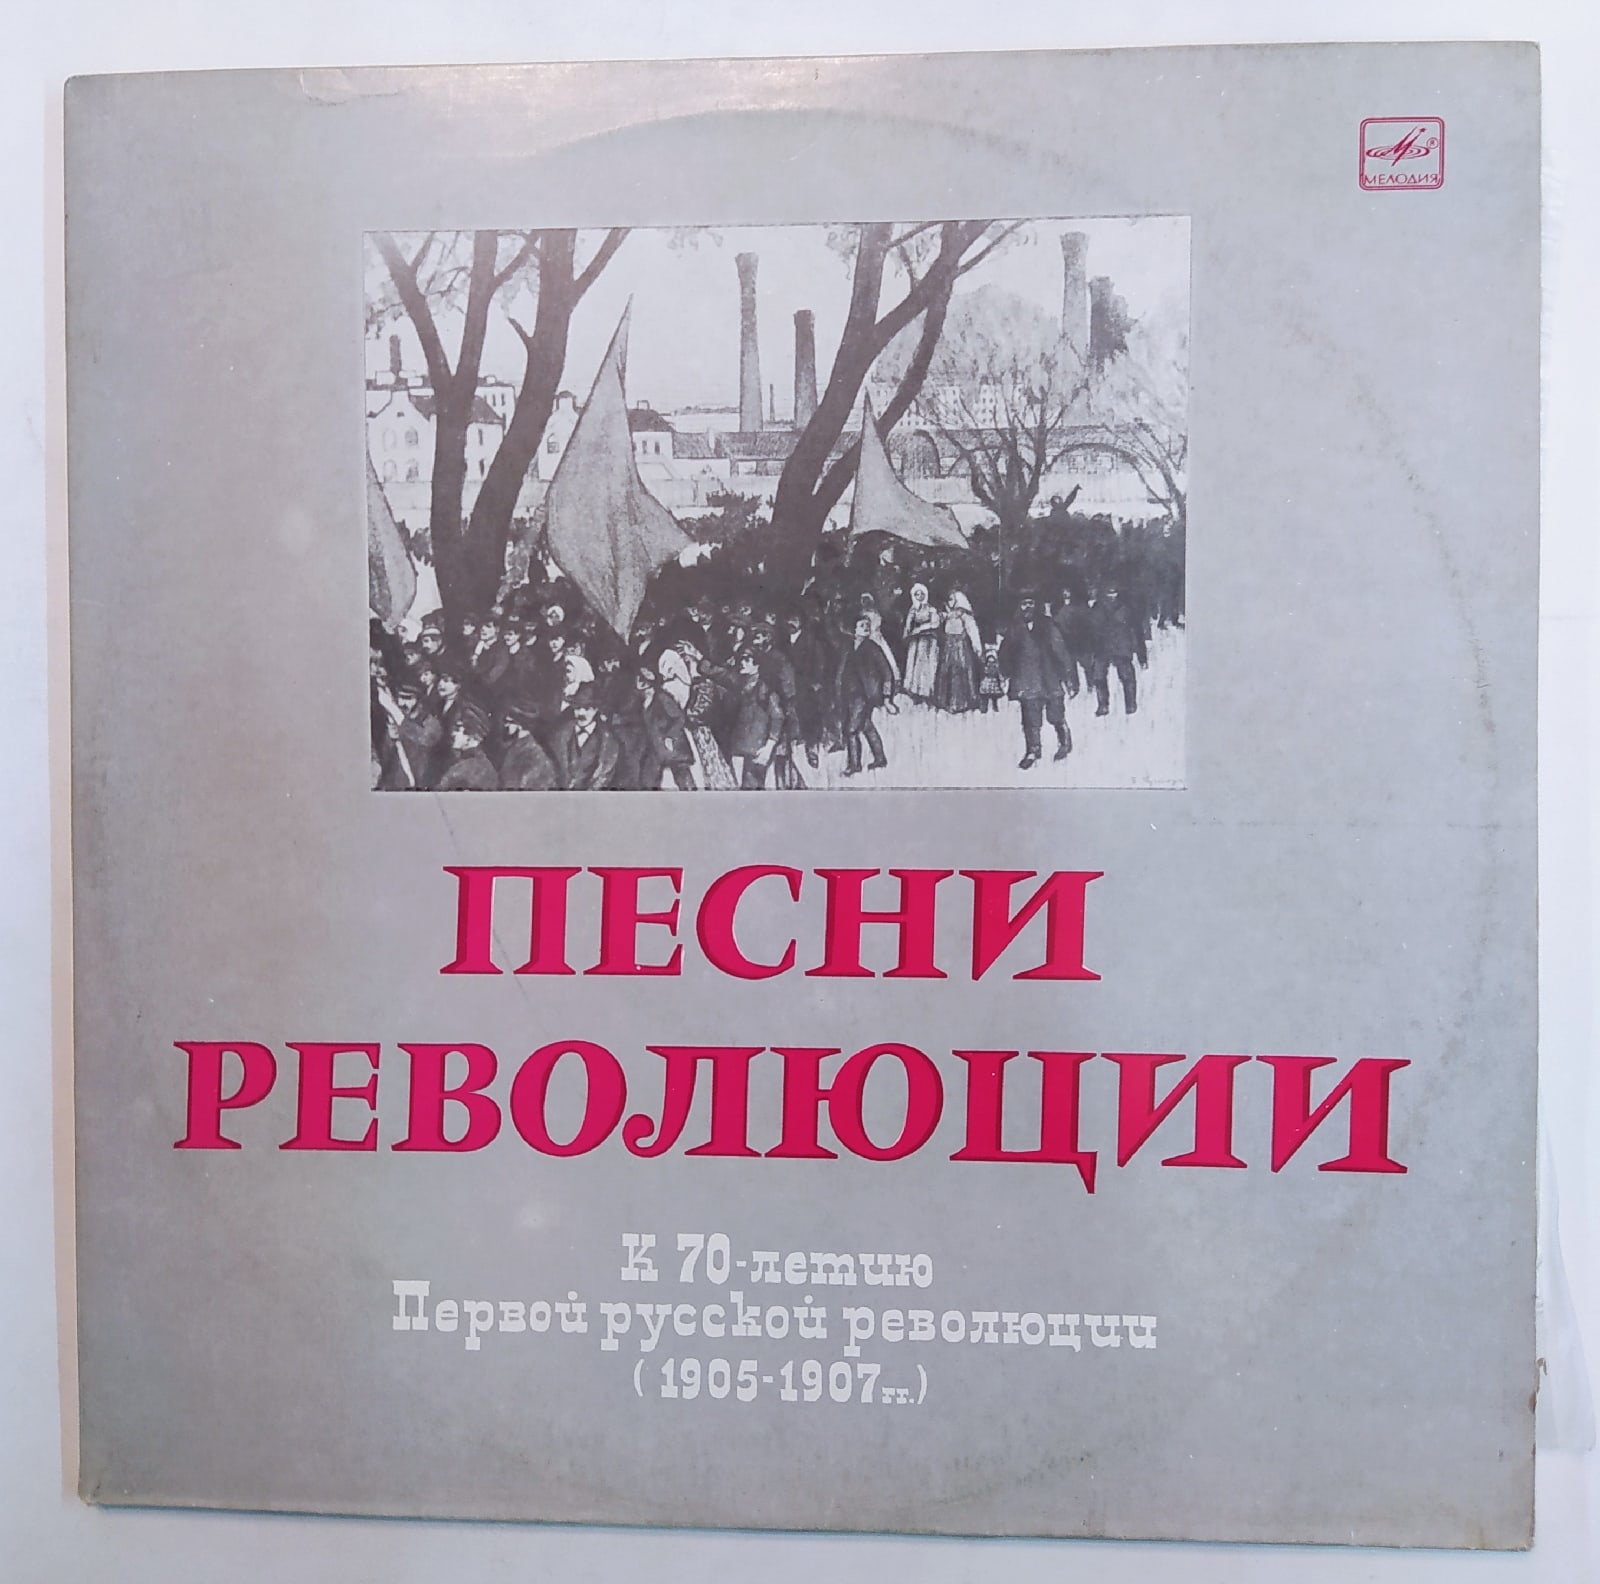 МЕЛОДИЯ
ПЕСНИ
РЕВОЛЮЦИИ
К 70-летию
Первой русской революции
(1905-1907гг.)